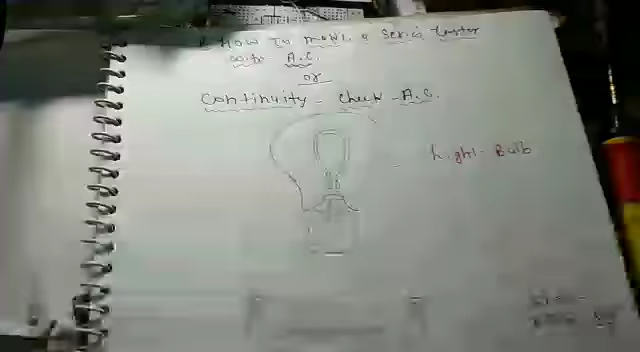 How To make a Series Tester
with A.C.
or
Continuity - Check - A.C.
Light - Bulb